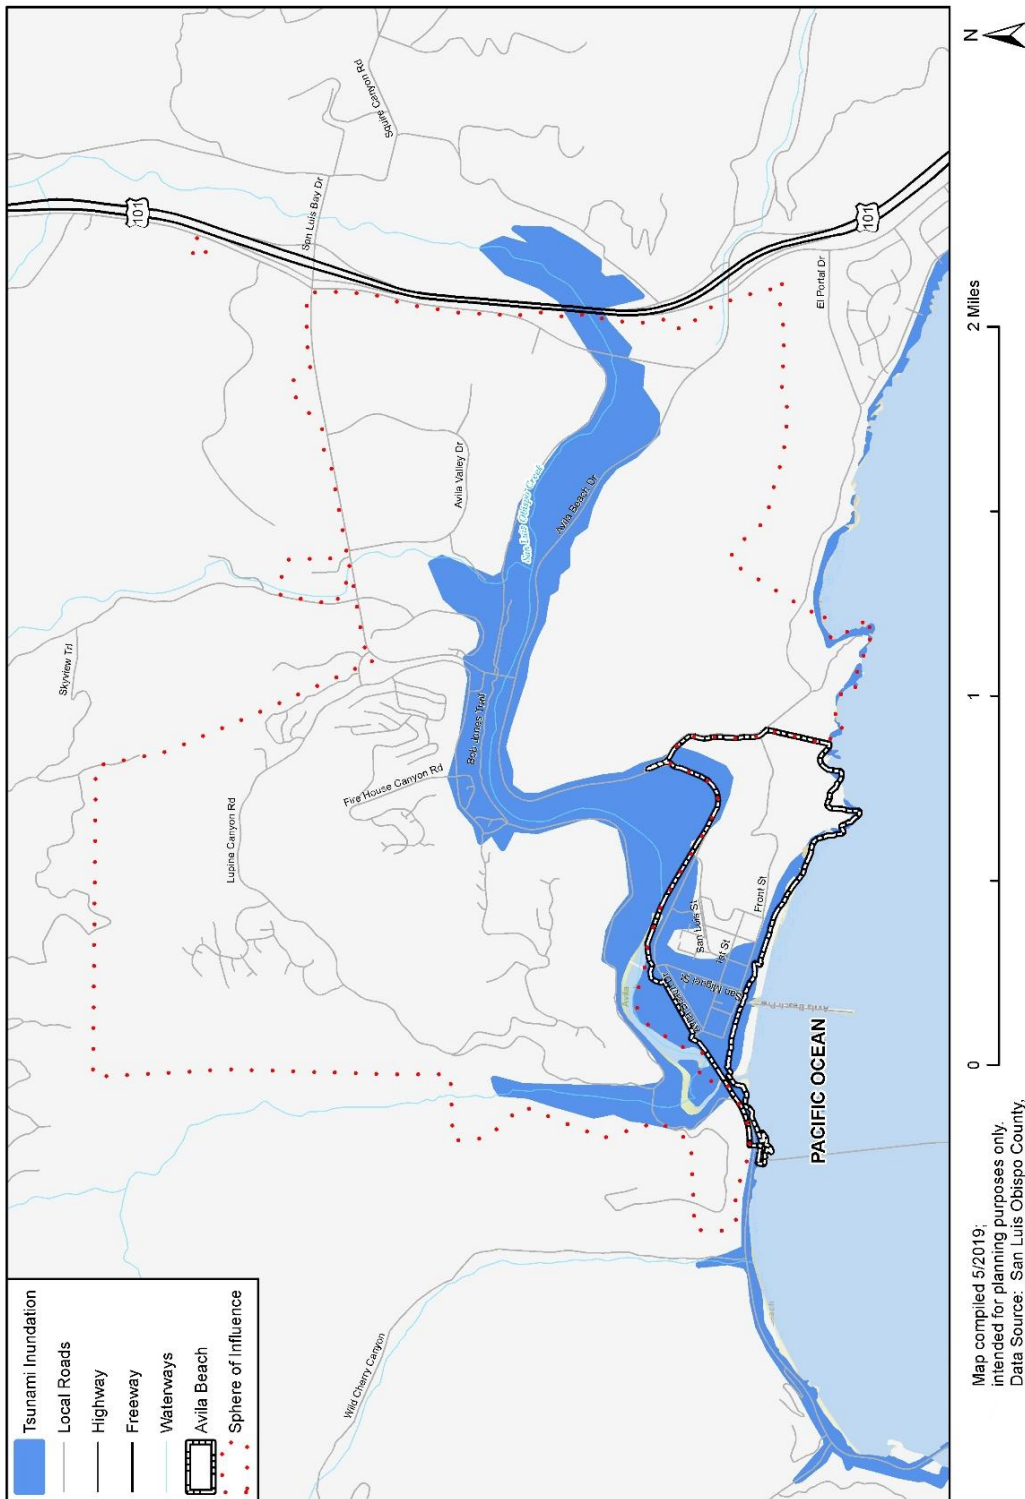 Tsunami Inundation
Local Roads
Highway
Freeway
Waterways
Avila Beach
Sphere of Influence
101
San Luis Bay Dr
Squire Canyon Rd
Skyview Trl
Avila Valley Dr
Lupine Canyon Rd
Fire House Canyon Rd
Bob Jones Trail
San Luis Obispo Creek
Avila Beach Dr
101
El Portal Dr
Wild Cherry Canyon
Avila
San Luis St
1st St
Front St
San Miguel St
Avila Beach Dr
Avila Beach Pier
PACIFIC OCEAN
N
0
1
2 Miles
Map compiled 5/2019;
intended for planning purposes only.
Data Source: San Luis Obispo County,